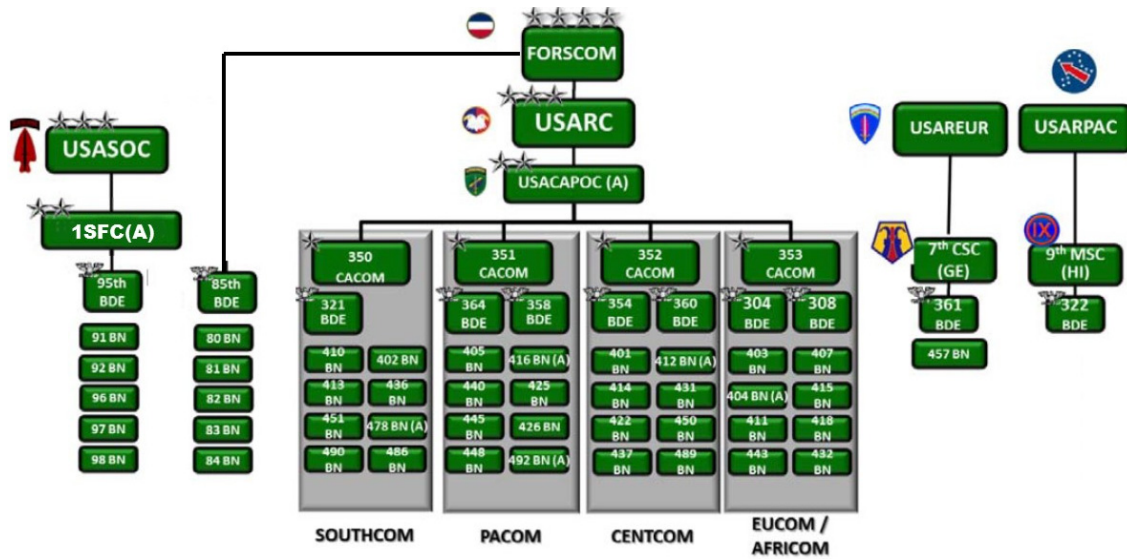 FORSCOM
USARC
USACAPOC (A)
USASOC
1SFC(A)
95th
BDE
91 BN
92 BN
96 BN
97 BN
98 BN
85th
BDE
80 BN
81 BN
82 BN
83 BN
84 BN
350
CACOM
321
BDE
410
BN
402 BN
413
BN
436
BN
451
BN
478 BN (A)
490
BN
486
BN
SOUTHCOM
351
CACOM
364
BDE
358
BDE
405
BN
416 BN (A)
440
BN
425
BN
445
BN
426 BN
448
BN
492 BN (A)
PACOM
352
CACOM
354
BDE
360
BDE
401
BN
412 BN (A)
414
BN
431
BN
422
BN
450
BN
437
BN
489
BN
CENTCOM
353
CACOM
304
BDE
308
BDE
403
BN
407
BN
404 BN (A)
415
BN
411
BN
418
BN
443
BN
432
BN
EUCOM /
AFRICOM
USAREUR
7th CSC
(GE)
361
BDE
457 BN
USARPAC
IX
9th MSC
(HI)
322
BDE